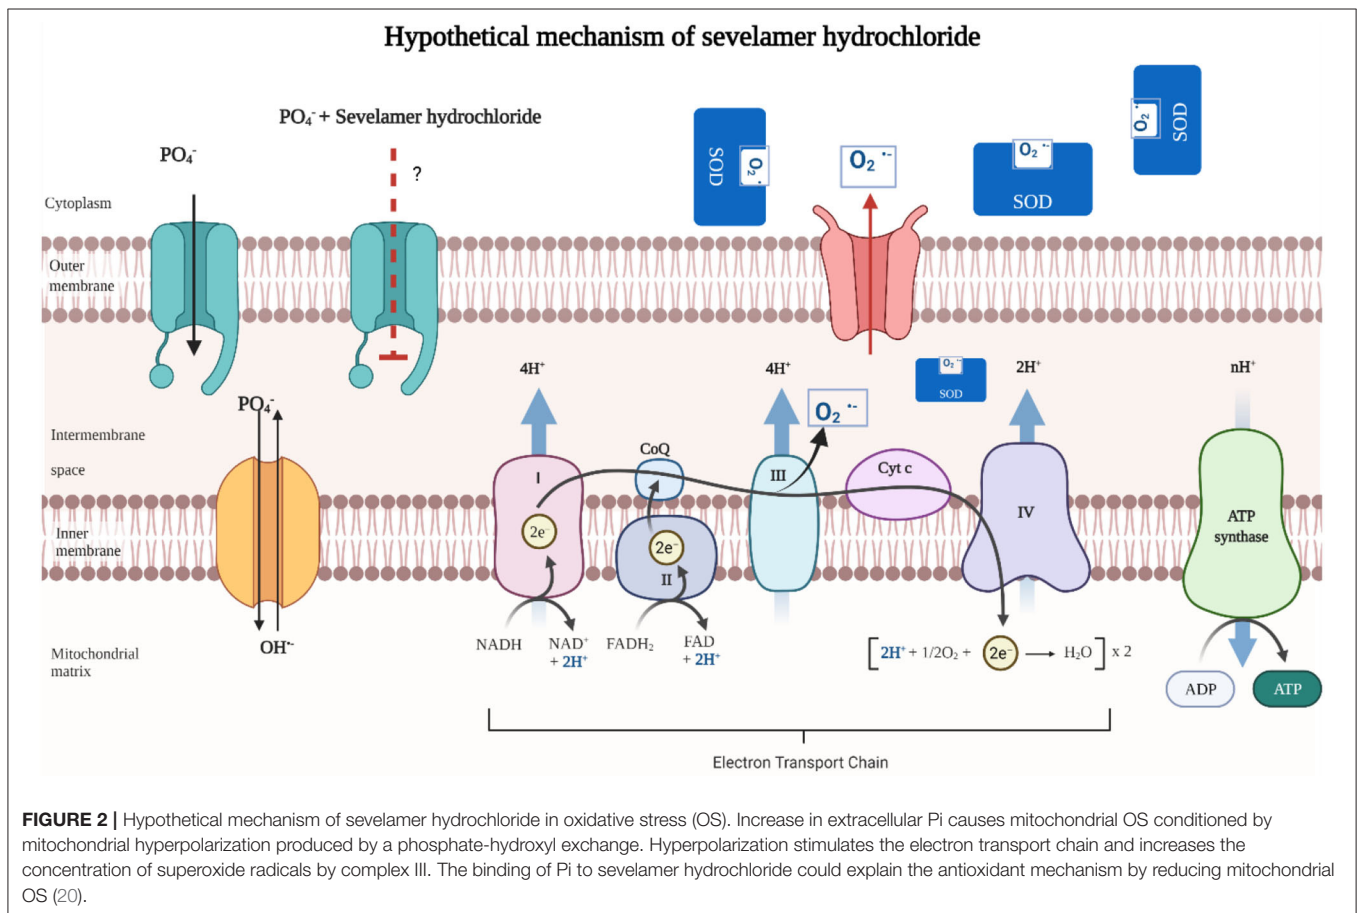 Hypothetical mechanism of sevelamer hydrochloride
PO₄⁻ + Sevelamer hydrochloride
PO₄⁻
?
SOD
O₂•
O₂ •-
O₂ •-
SOD
O₂ •
SOD
Cytoplasm
Outer
membrane
4H⁺
4H⁺
O₂ •-
SOD
2H⁺
nH⁺
PO₄⁻
O₂ •-
Intermembrane
space
CoQ
I
III
Cyt c
IV
ATP
synthase
2e⁻
2e⁻
II
Inner
membrane
OH•-
Mitochondrial
matrix
NADH
NAD⁺
+ 2H⁺
FADH₂
FAD
+ 2H⁺
[ 2H⁺ + 1/2O₂ + 2e⁻ → H₂O ] x 2
ADP
ATP
Electron Transport Chain
FIGURE 2 | Hypothetical mechanism of sevelamer hydrochloride in oxidative stress (OS). Increase in extracellular Pi causes mitochondrial OS conditioned by
mitochondrial hyperpolarization produced by a phosphate-hydroxyl exchange. Hyperpolarization stimulates the electron transport chain and increases the
concentration of superoxide radicals by complex III. The binding of Pi to sevelamer hydrochloride could explain the antioxidant mechanism by reducing mitochondrial
OS (20).